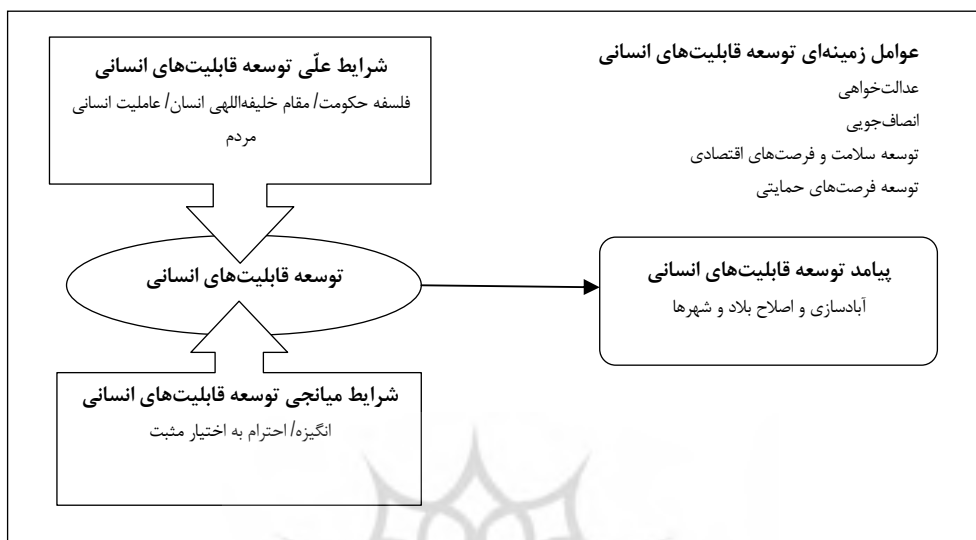 عوامل زمینه‌ای توسعه قابلیت‌های انسانی
عدالت‌خواهی
انصاف‌جویی
توسعه سلامت و فرصت‌های اقتصادی
توسعه فرصت‌های حمایتی
شرایط علّی توسعه قابلیت‌های انسانی
فلسفه حکومت/ مقام خلیفه‌اللهی انسان/ عاملیت انسانی
مردم
توسعه قابلیت‌های انسانی
پیامد توسعه قابلیت‌های انسانی
آبادسازی و اصلاح بلاد و شهرها
شرایط میانجی توسعه قابلیت‌های انسانی
انگیزه/ احترام به اختیار مثبت